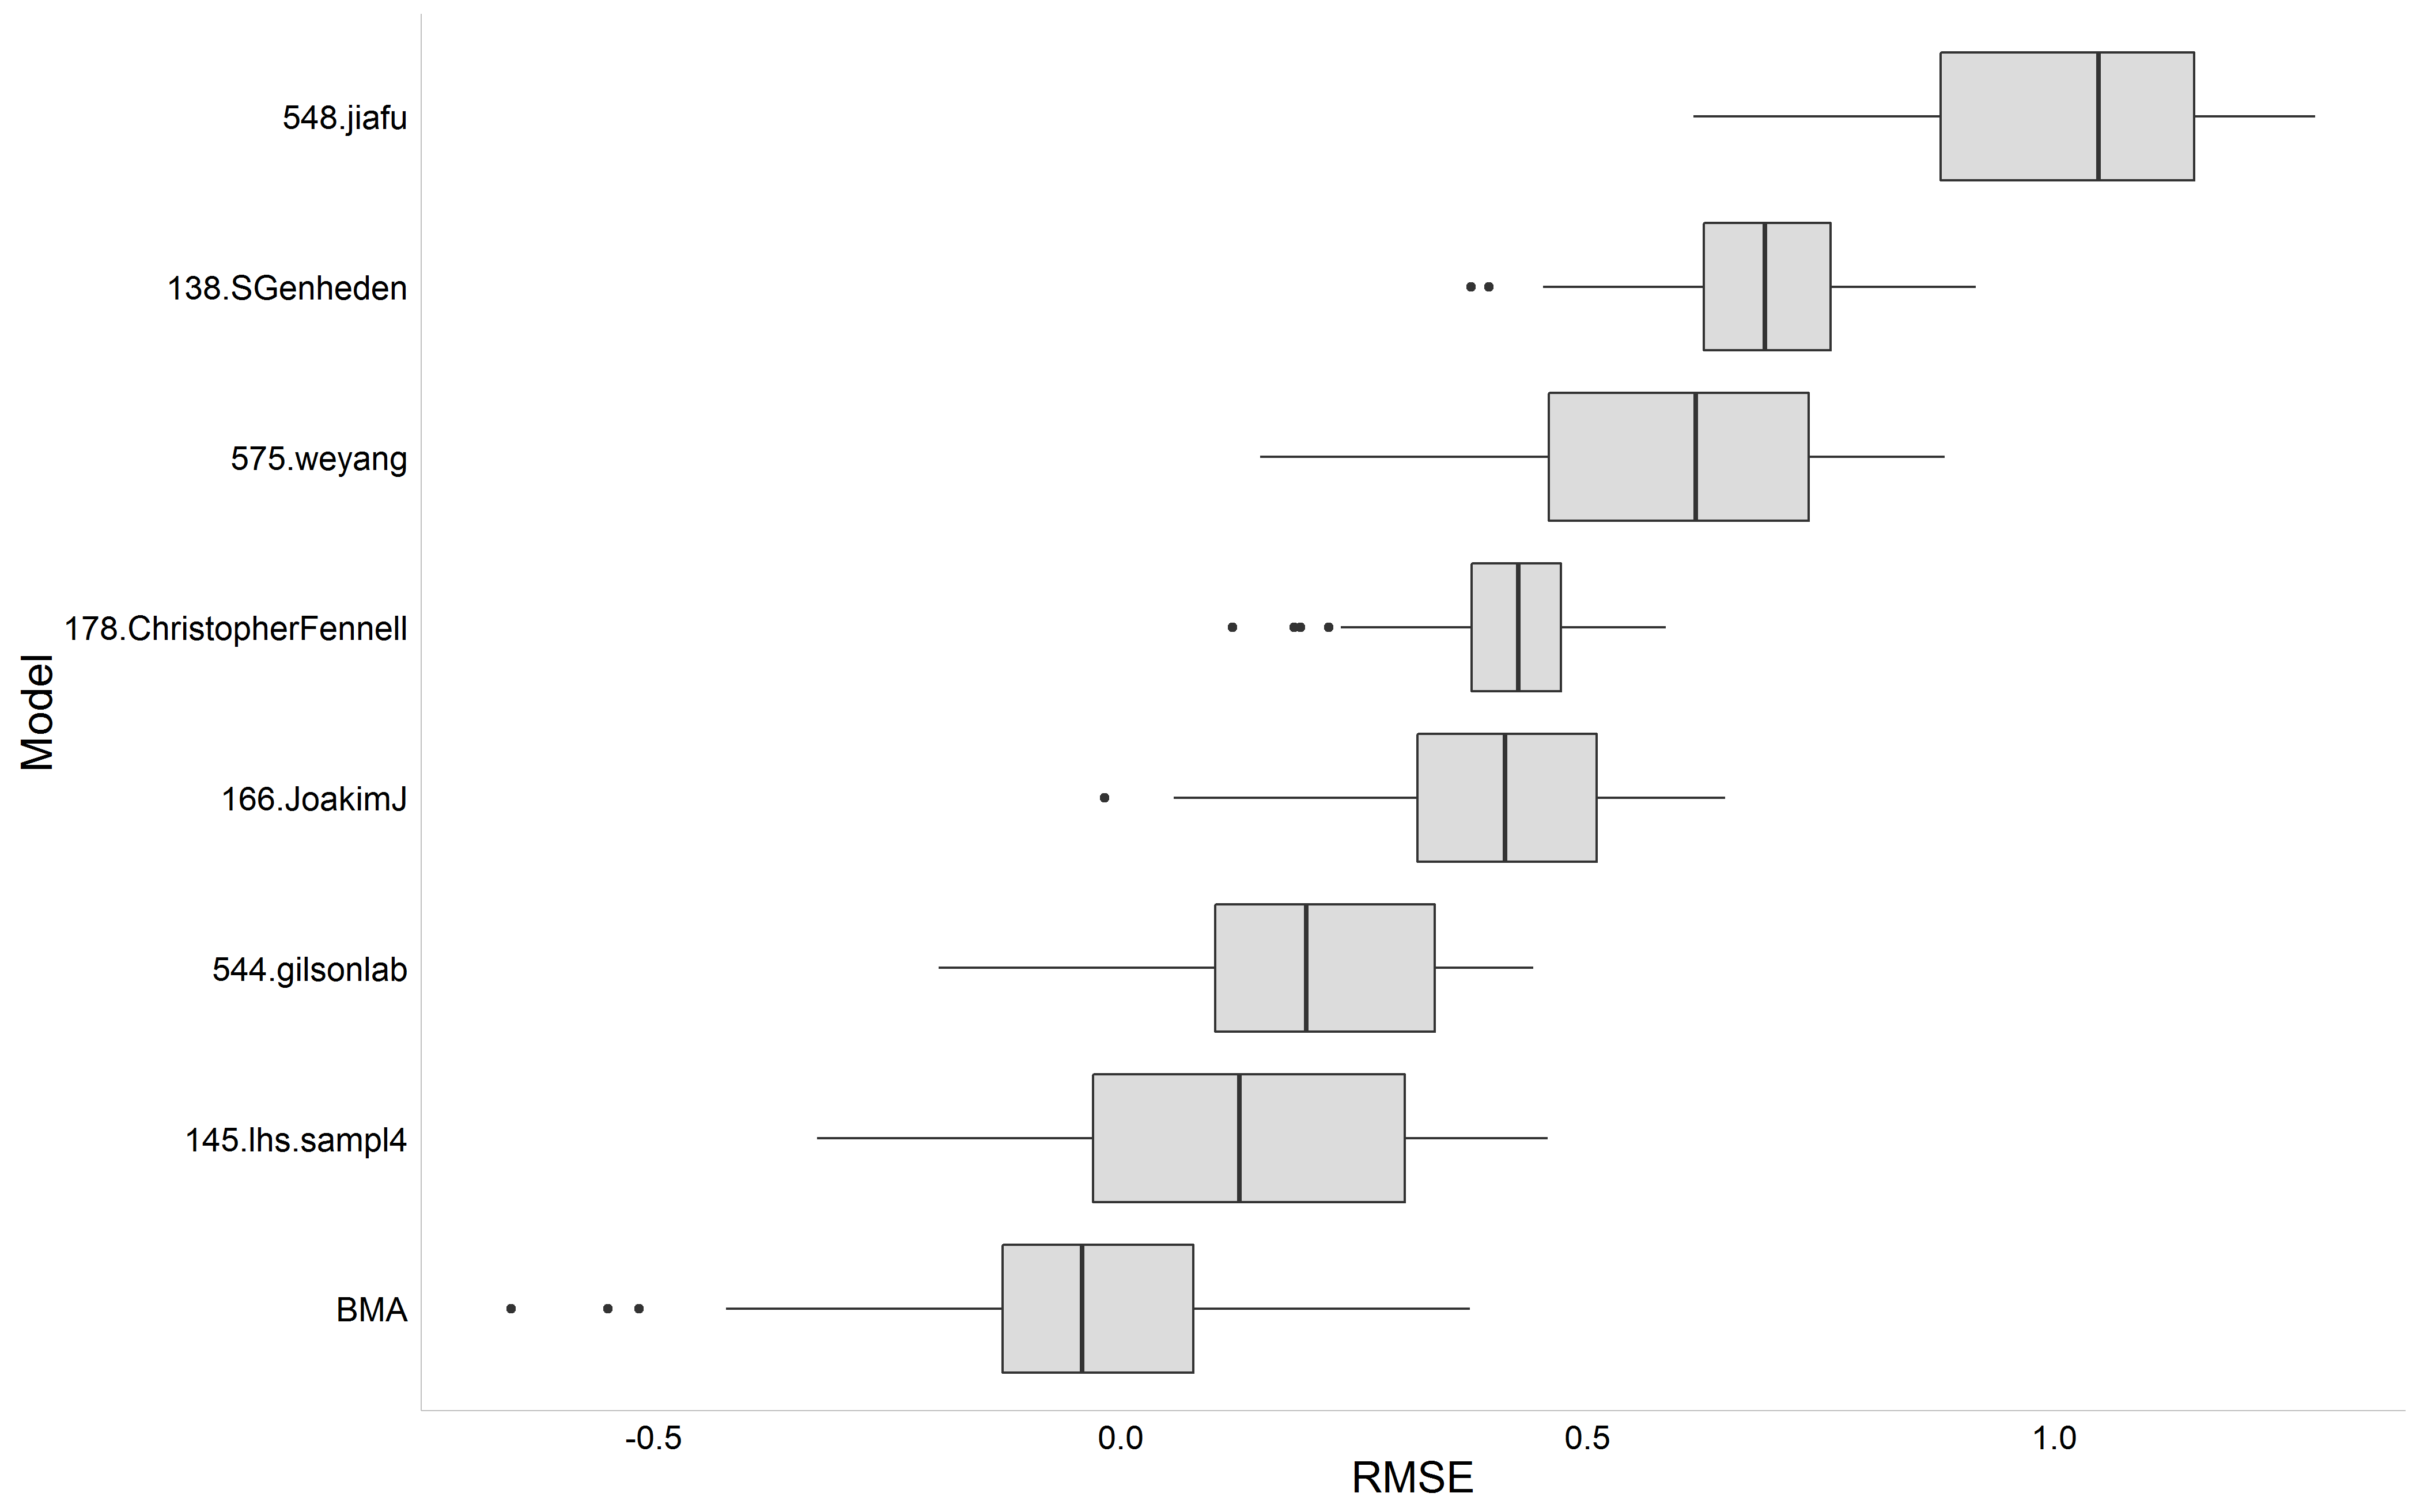 548.jiafu
138.SGenheden
575.weyang
178.ChristopherFennell
166.JoakimJ
544.gilsonlab
145.lhs.sampl4
BMA
Model
-0.5 0.0 0.5 1.0
RMSE